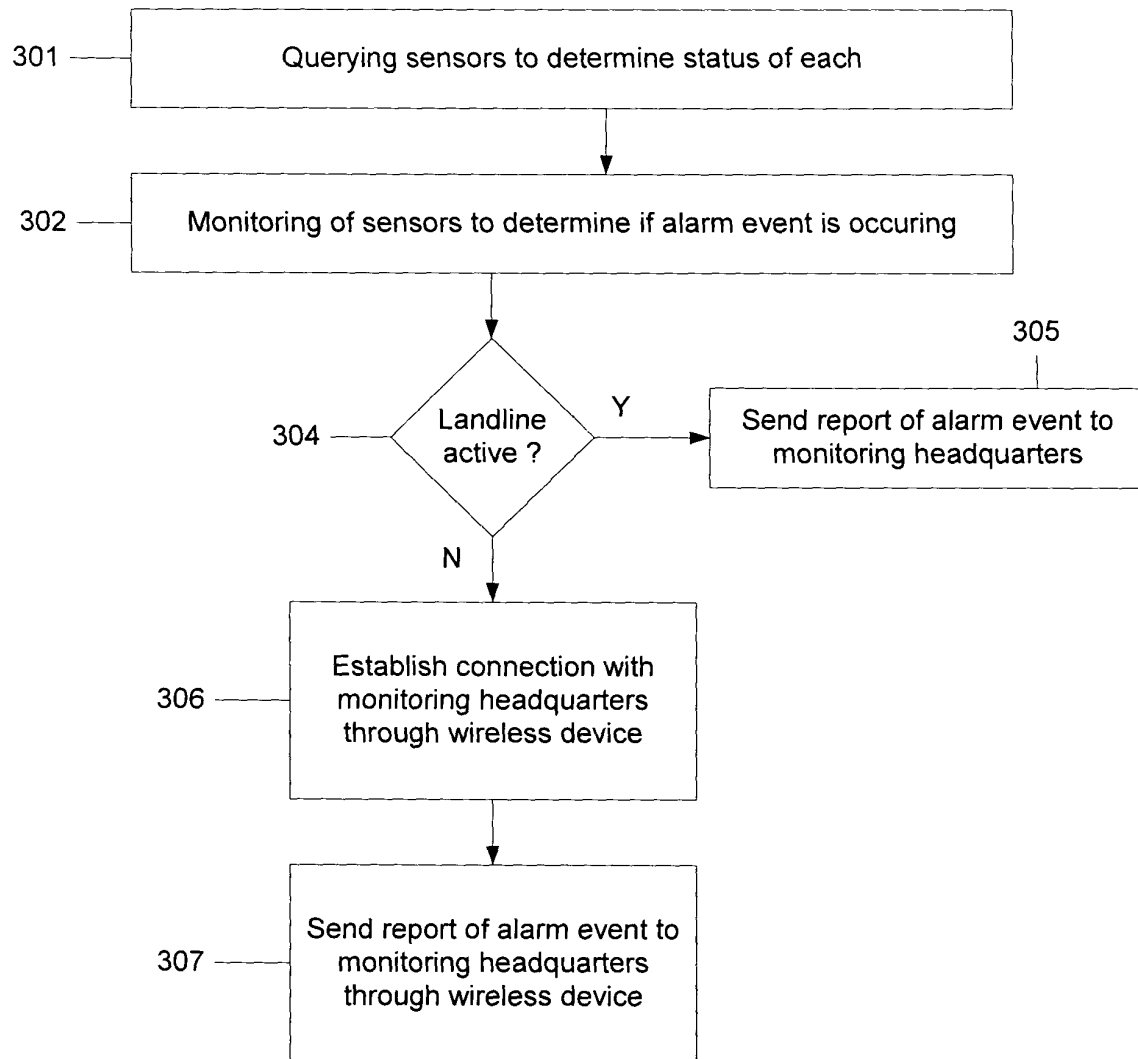 301
Querying sensors to determine status of each
302
Monitoring of sensors to determine if alarm event is occuring
304
Landline
active ?
Y
305
Send report of alarm event to
monitoring headquarters
N
306
Establish connection with
monitoring headquarters
through wireless device
307
Send report of alarm event to
monitoring headquarters
through wireless device